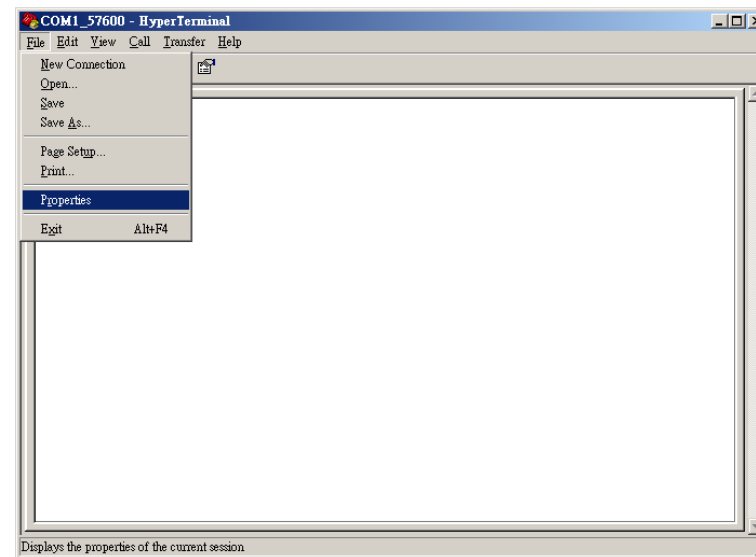 COM1_57600 - HyperTerminal
File Edit View Call Transfer Help
New Connection
Open...
Save
Save As...
Page Setup...
Print...
Properties
Exit Alt+F4
Displays the properties of the current session